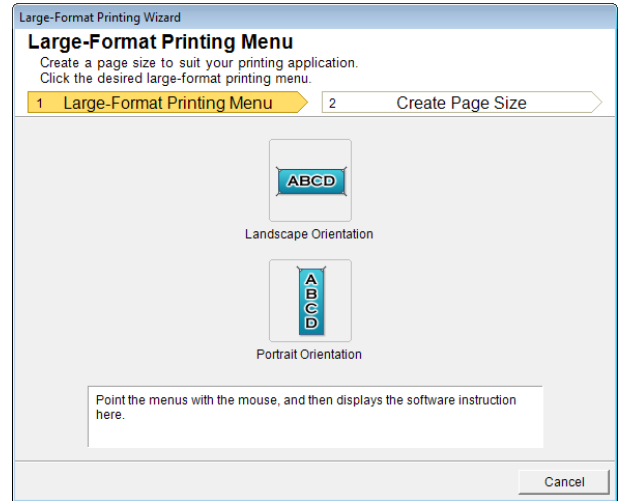 Large-Format Printing Wizard
Large-Format Printing Menu
Create a page size to suit your printing application.
Click the desired large-format printing menu.
1 Large-Format Printing Menu 2 Create Page Size
ABCD
Landscape Orientation
A
B
C
D
Portrait Orientation
Point the menus with the mouse, and then displays the software instruction
here.
Cancel